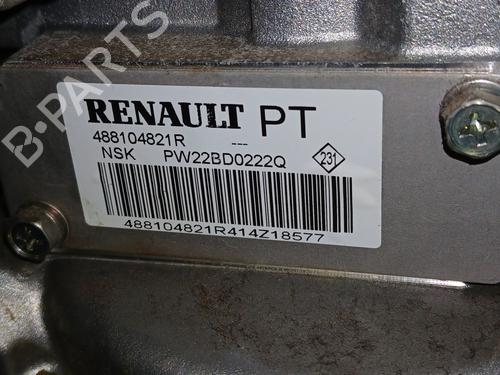 B-PARTS
RENAULT PT
488104821R ---
NSK PW22BD0222Q 231
488104821R414Z18577